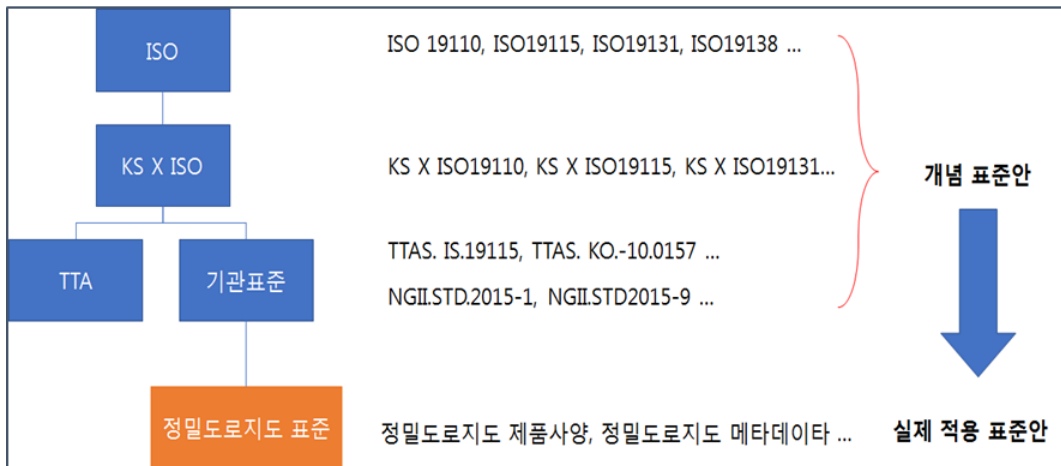 ISO
ISO 19110, ISO19115, ISO19131, ISO19138 ...
KS X ISO
KS X ISO19110, KS X ISO19115, KS X ISO19131...
개념 표준안
TTA
기관표준
TTAS. IS.19115, TTAS. KO.-10.0157 ...
NGII.STD.2015-1, NGII.STD2015-9 ...
정밀도로지도 표준
정밀도로지도 제품사양, 정밀도로지도 메타데이타 ...
실제 적용 표준안